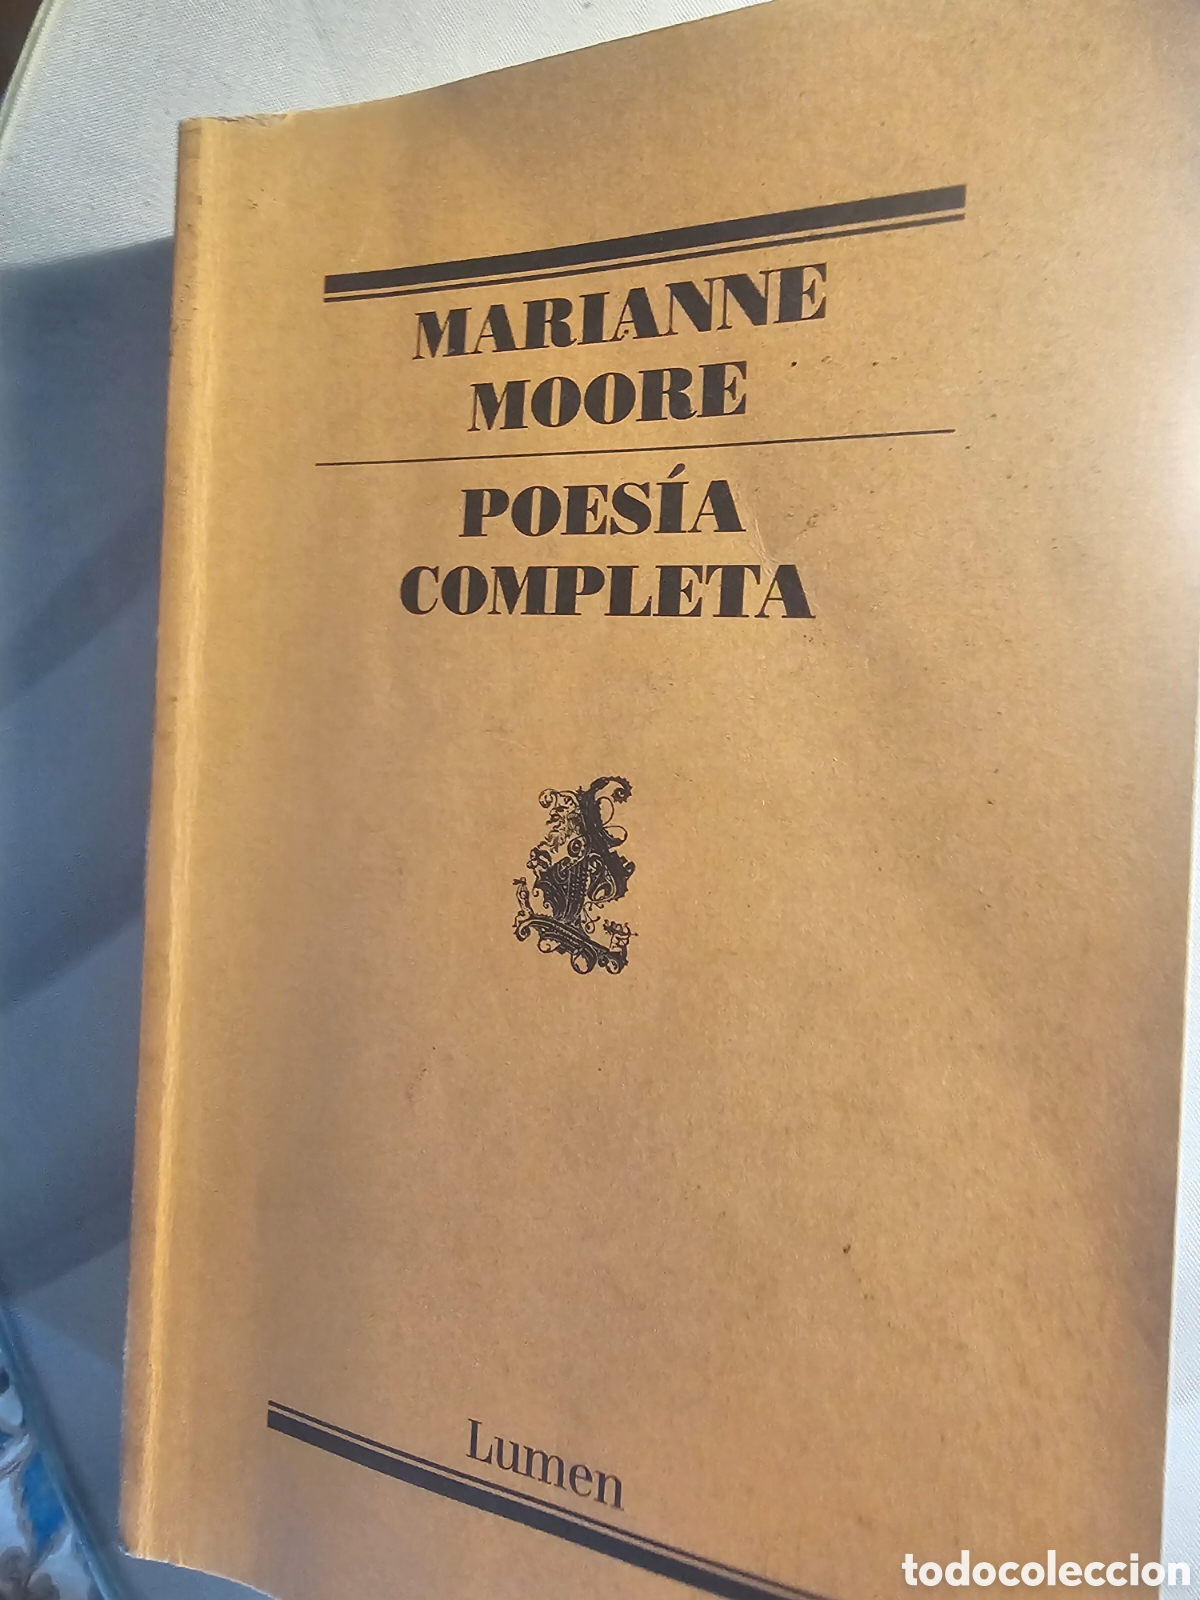 MARIANNE
MOORE
POESÍA
COMPLETA
Lumen
todocoleccion